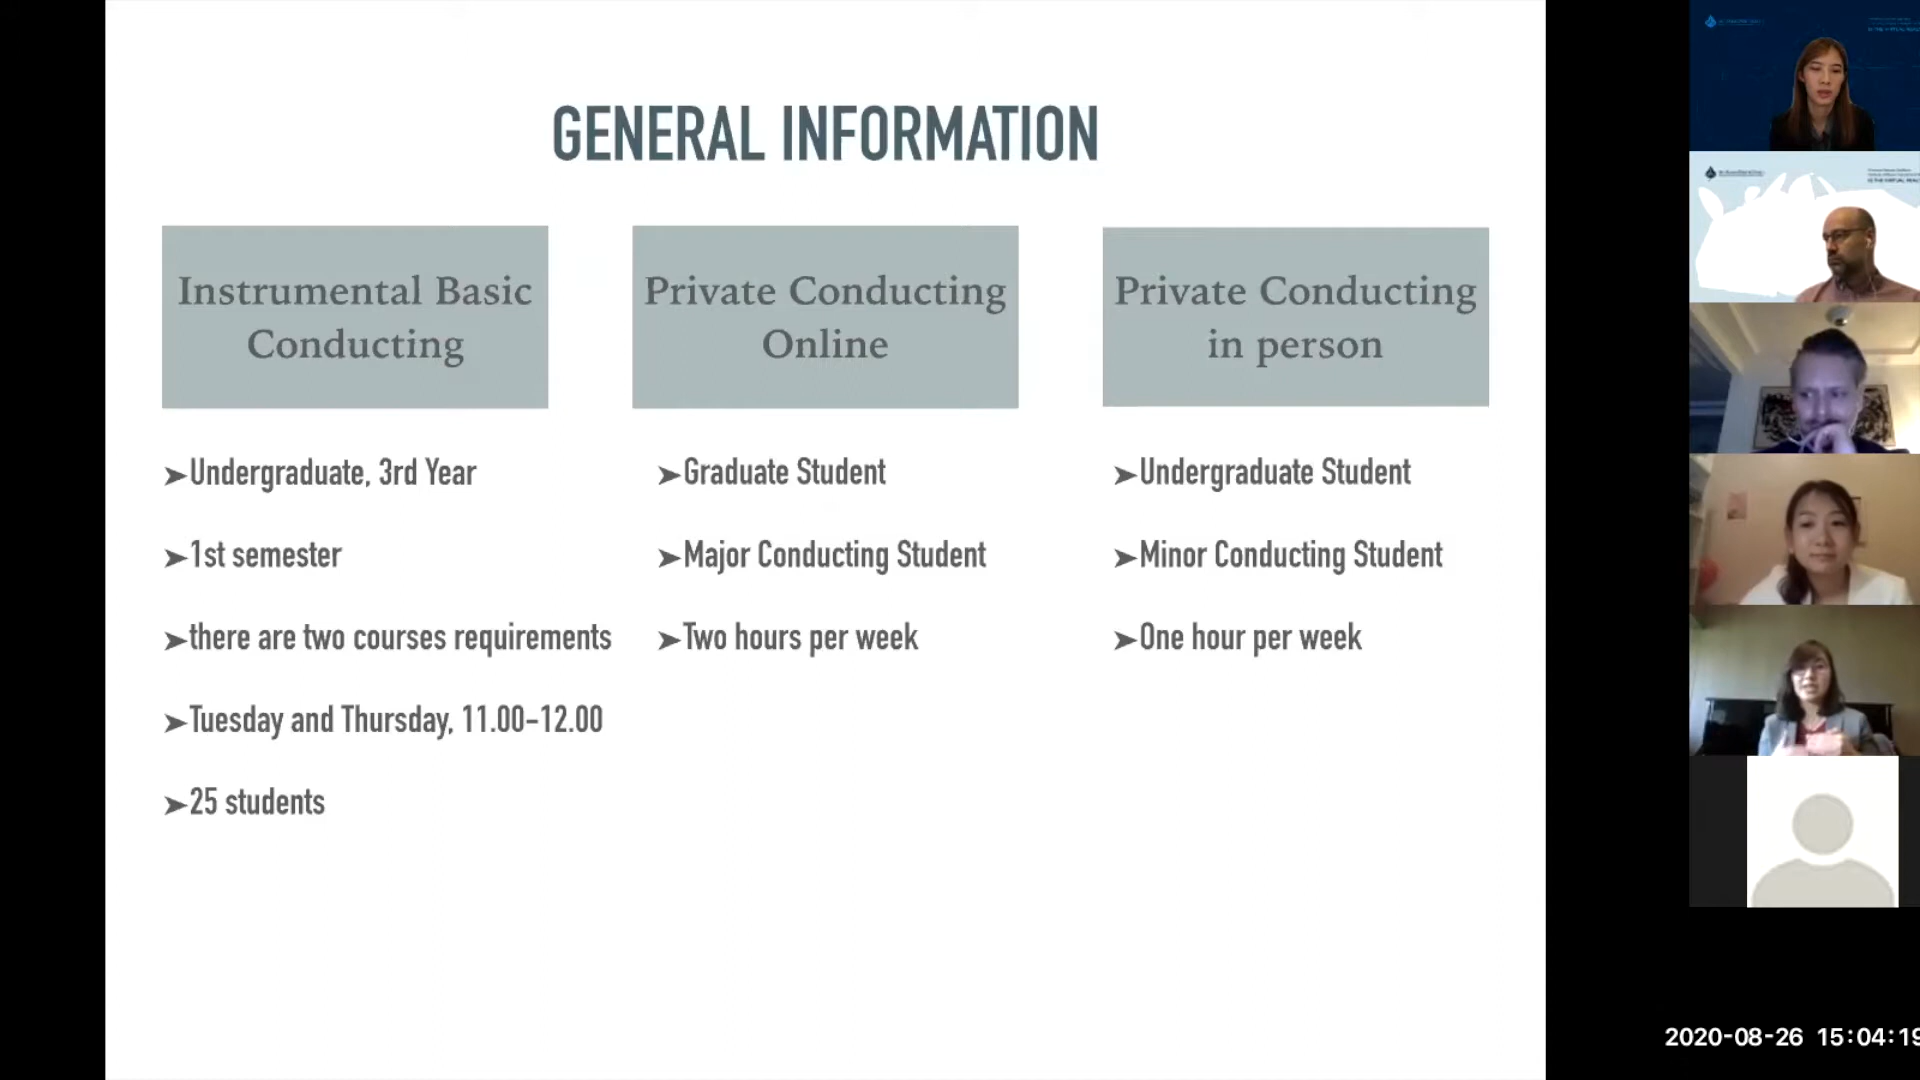 GENERAL INFORMATION
Instrumental Basic
Conducting
➤Undergraduate, 3rd Year
➤1st semester
➤there are two courses requirements
➤Tuesday and Thursday, 11.00-12.00
➤25 students
Private Conducting
Online
➤Graduate Student
➤Major Conducting Student
➤Two hours per week
Private Conducting
in person
➤Undergraduate Student
➤Minor Conducting Student
➤One hour per week
2020-08-26 15:04:19